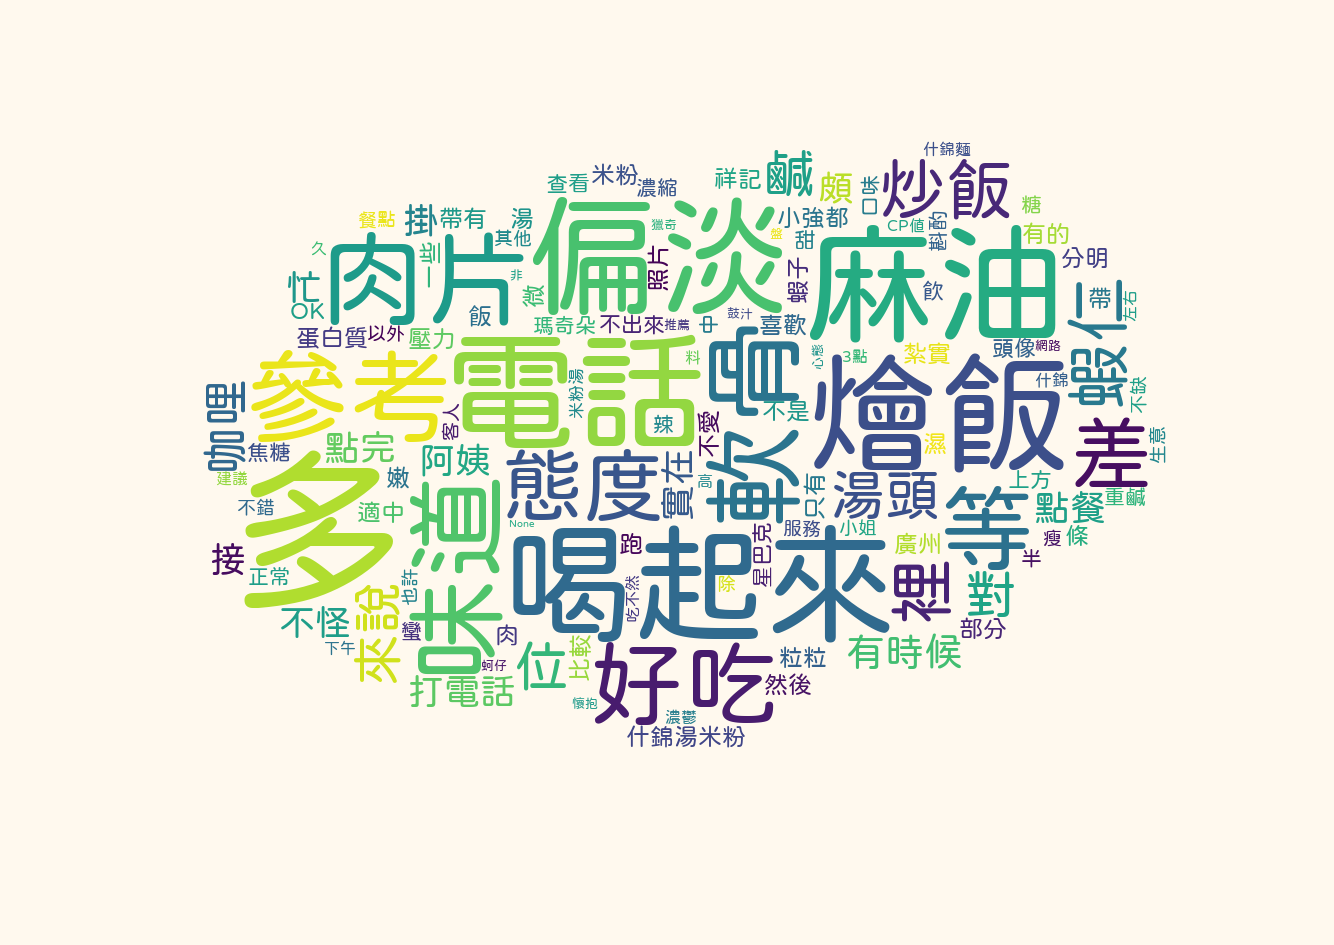 什錦麵
米粉
查看
濃縮
祥記
鹹
頗
口味
炒飯
糖
餐點
掛
帶有
湯
其他
偏淡
獵奇
盤
小強都
甜
CP值
斟酌
有的
分明
久
肉片
一些
非
照片
麻油
忙
OK
飯
微
蝦子
飲
帶
左右
蝦仁
蛋白質
以外
壓力
瑪奇朵
不出來
推薦
中
鼓汁
喜歡
頭像
網路
參考
電話
料
心戀
3點
紮實
什錦
不缺
咖哩
米粉湯
賣
燴飯
客人
辣
不愛
不是
差
生意
焦糖
點完
阿姨
濕
建議
多
嫩
態度
實在
高
軟
只有
湯頭
上方
重鹹
不錯
適中
味道
None
等
點餐
條
瘦
接
正常
喝起來
跑
星巴克
服務
小姐
廣州
半
也許
吃不然
除
裡
對
不怪
來說
蠻
肉
部分
下午
蚵仔
位
比較
好吃
粒粒
然後
有時候
打電話
懷抱
濃鬱
什錦湯米粉